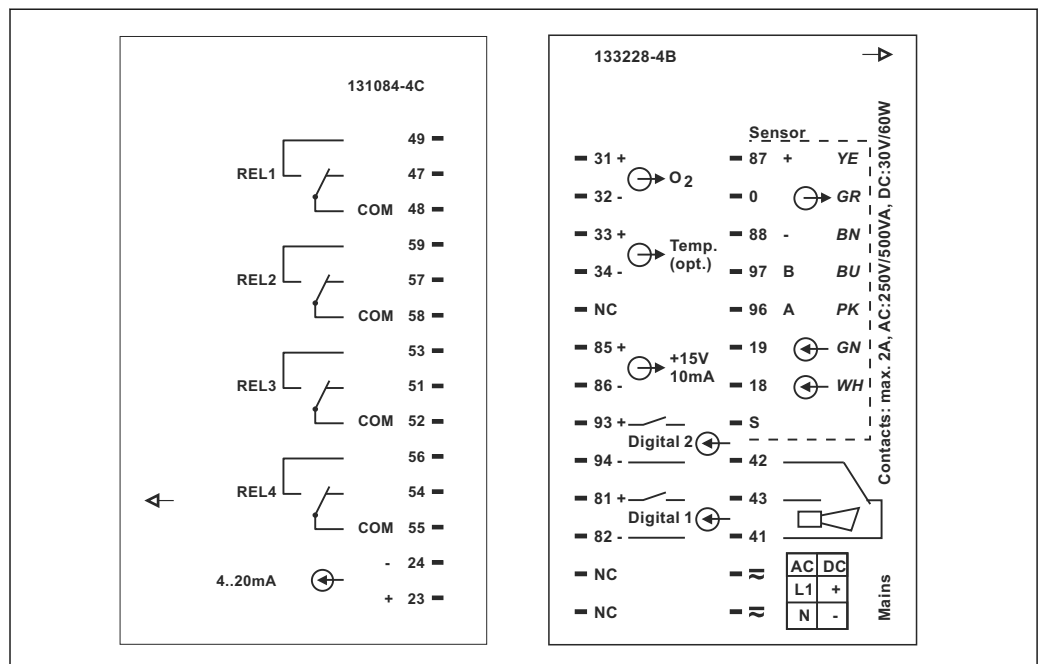 131084-4C
49
REL1
47
COM 48
59
REL2
57
COM 58
53
REL3
51
COM 52
56
REL4
54
COM 55
- 24
4..20mA
+ 23
133228-4B
Sensor
31 +
O2
32 -
33 +
Temp.
(opt.)
34 -
NC
85 +
+15V
10mA
86 -
93 +
Digital 2
94 -
81 +
Digital 1
82 -
NC
NC
87 + YE
0 GR
88 - BN
97 B BU
96 A PK
19 GN
18 WH
S
42
43
41
AC DC
L1 +
N -
Contacts: max. 2A, AC:250V/500VA, DC:30V/60W
Mains